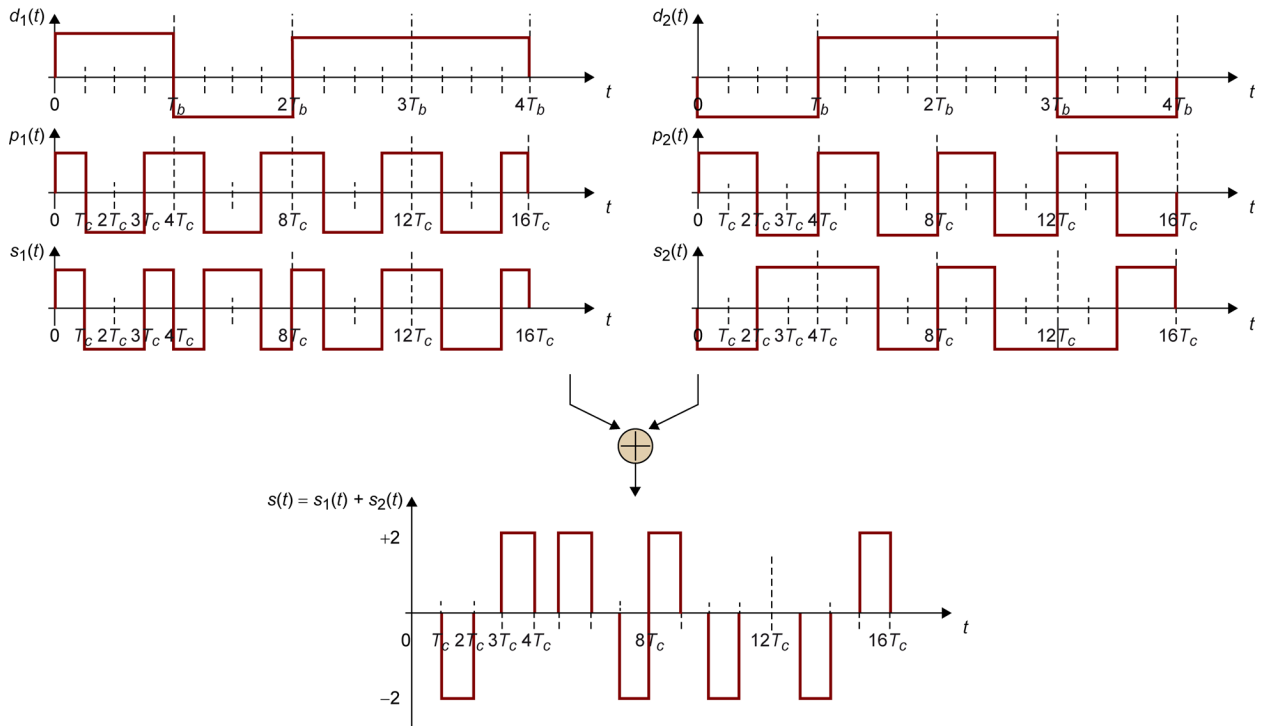 d1(t)
0 Tb 2Tb 3Tb 4Tb t
p1(t)
0 Tc 2Tc 3Tc 4Tc 8Tc 12Tc 16Tc t
s1(t)
0 Tc 2Tc 3Tc 4Tc 8Tc 12Tc 16Tc t
d2(t)
0 Tb 2Tb 3Tb 4Tb t
p2(t)
0 Tc 2Tc 3Tc 4Tc 8Tc 12Tc 16Tc t
s2(t)
0 Tc 2Tc 3Tc 4Tc 8Tc 12Tc 16Tc t
s(t) = s1(t) + s2(t)
+2
0 Tc 2Tc 3Tc 4Tc 8Tc 12Tc 16Tc t
−2